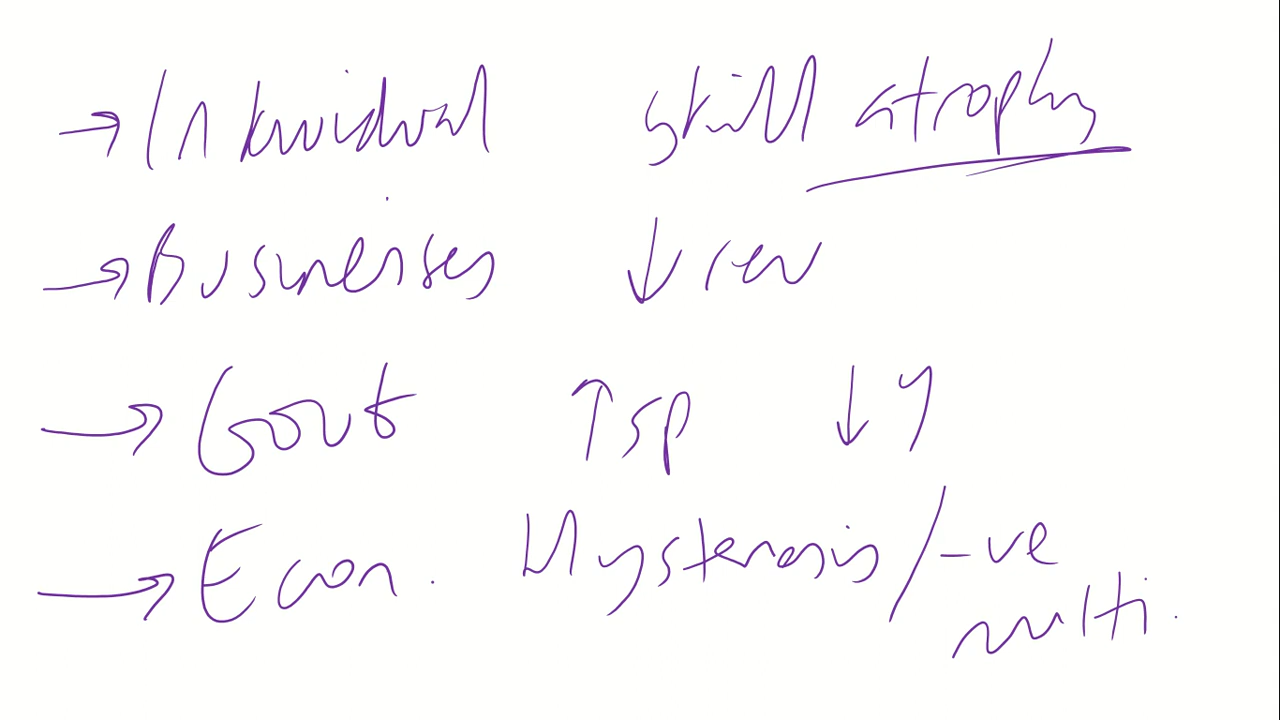 → Individual skill atrophy
→ Businesses ↓ rev
→ Govt ↑ sp ↓ y
→ Econ. Hysteresis / -ve
multi.